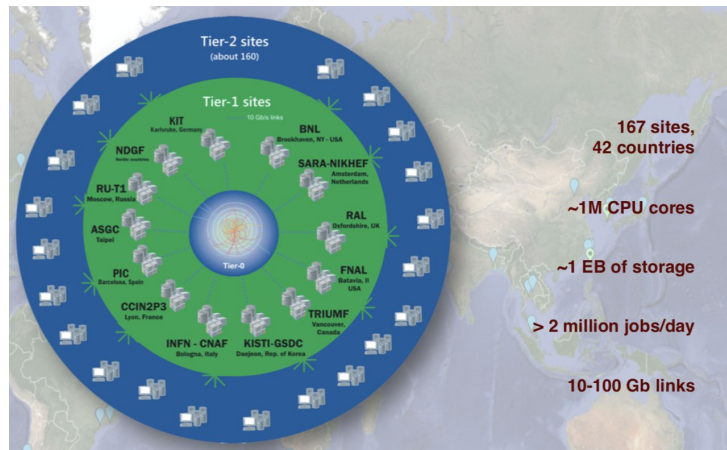 Tier-2 sites
(about 160)
Tier-1 sites
10 Gb/s links
KIT
Karlsruhe, Germany
BNL
Brookhaven, NY - USA
NDGF
Nordic countries
SARA-NIKHEF
Amsterdam,
Netherlands
RU-T1
Moscow, Russia
RAL
Oxfordshire, UK
ASGC
Taipei
Tier-0
PIC
Barcelona, Spain
FNAL
Batavia, Il
USA
CCIN2P3
Lyon, France
TRIUMF
Vancouver,
Canada
INFN - CNAF
Bologna, Italy
KISTI-GSDC
Daejeon, Rep. of Korea
167 sites,
42 countries
~1M CPU cores
~1 EB of storage
> 2 million jobs/day
10-100 Gb links